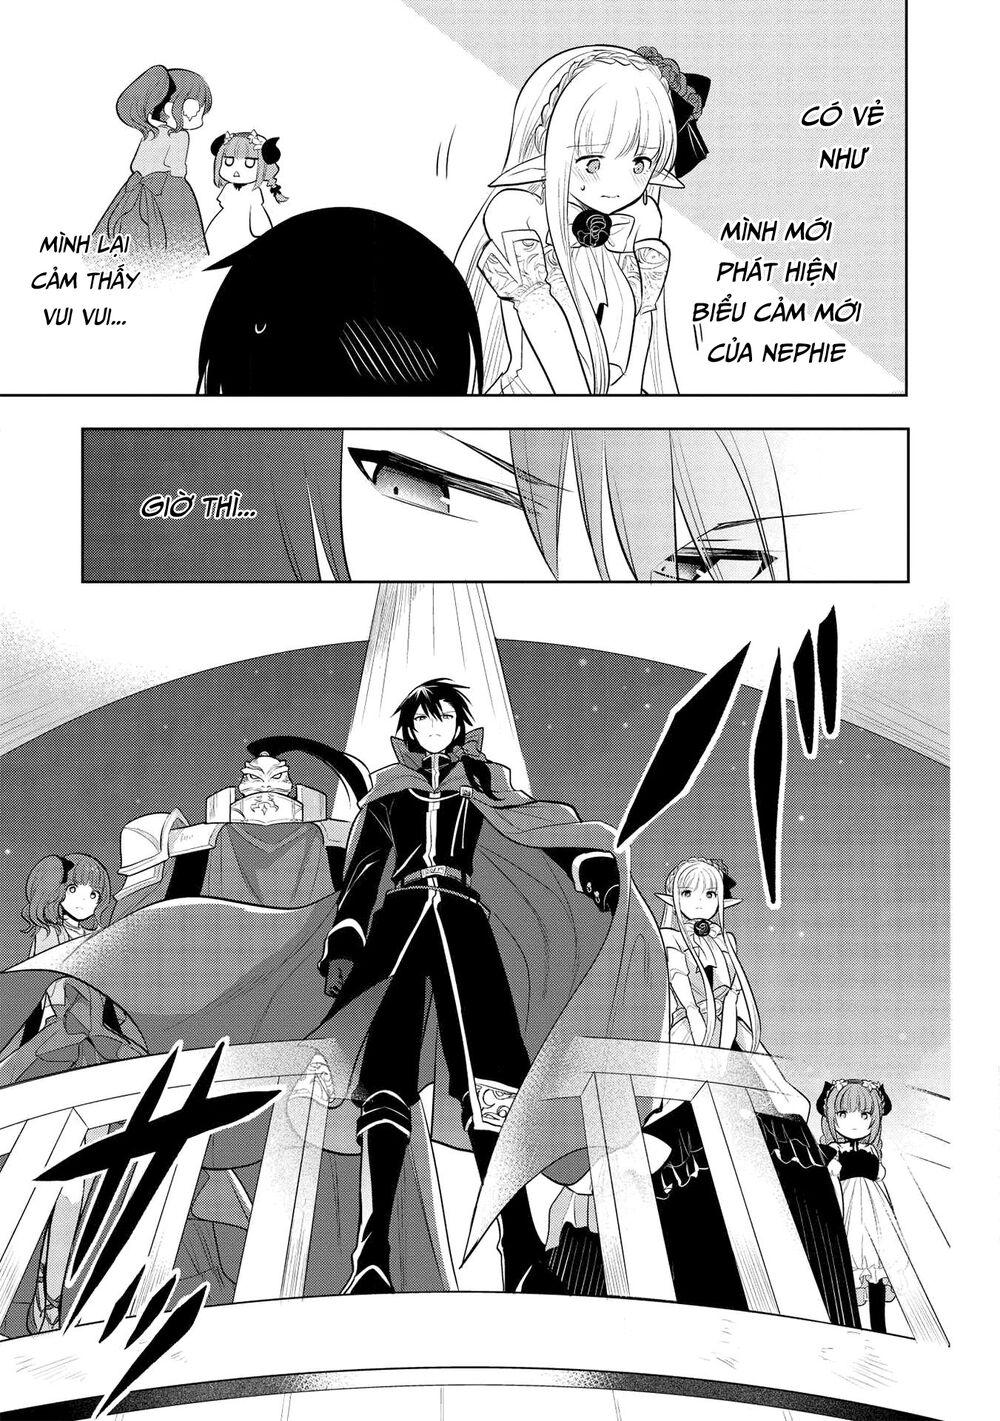 CÓ VẺ
NHƯ
MÌNH MỚI
PHÁT HIỆN
BIỂU CẢM MỚI
CỦA NEPHIE
MÌNH LẠI
CẢM THẤY
VUI VUI...
GIỜ THÌ...